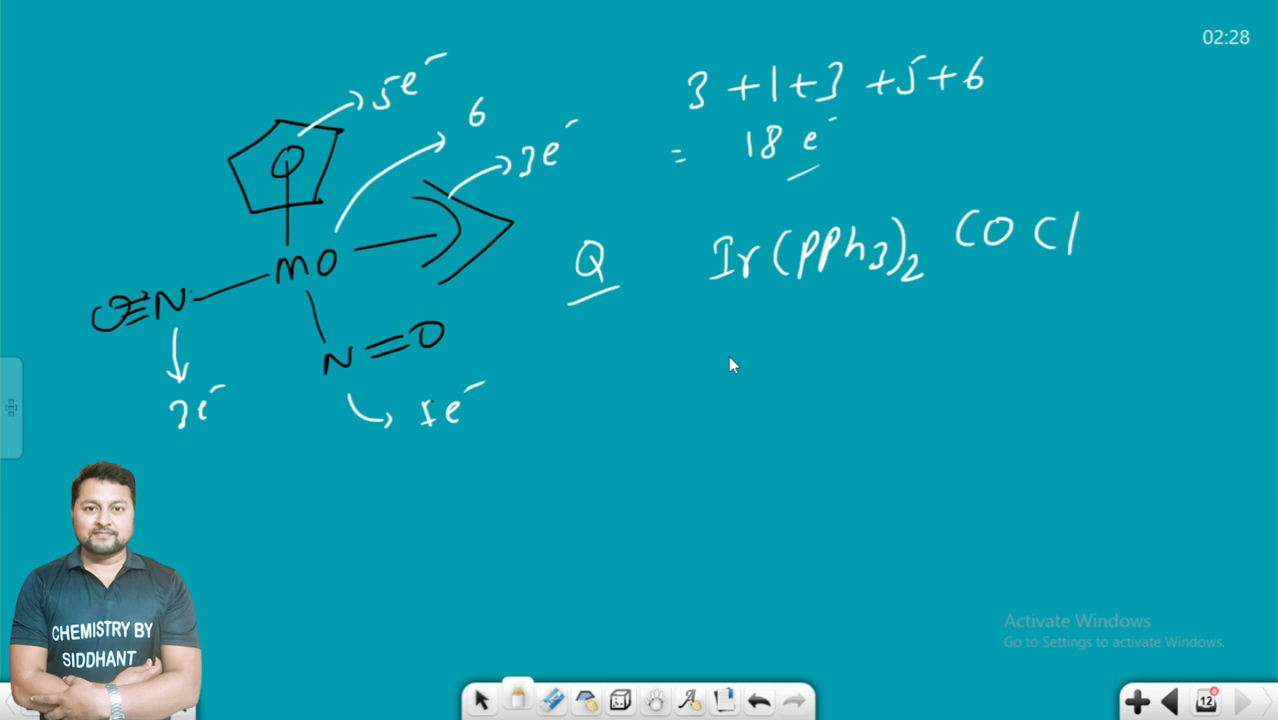 02:28
5e⁻
6
3 + 1 + 3 + 5 + 6
3e⁻
= 18 e⁻
Mo
Q Ir(PPh3)2 COCl
O≡N
N=O
3e⁻
1e⁻
CHEMISTRY BY
SIDDHANT
Activate Windows
Go to Settings to activate Windows.
12